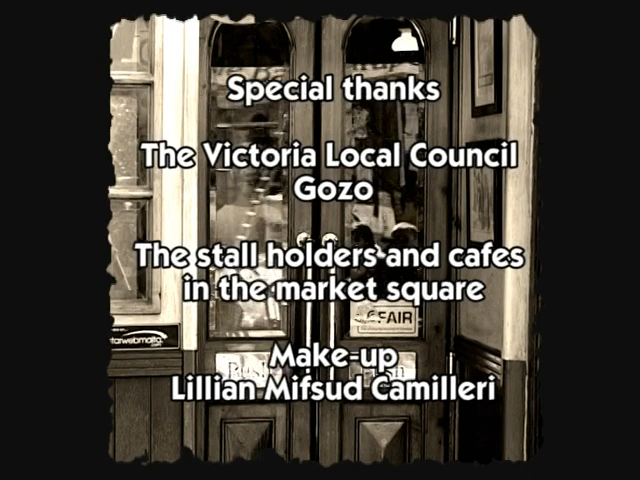 Special thanks
The Victoria Local Council
Gozo
The stall holders and cafes
in the market square
FAIR
Make-up
Lillian Mifsud Camilleri